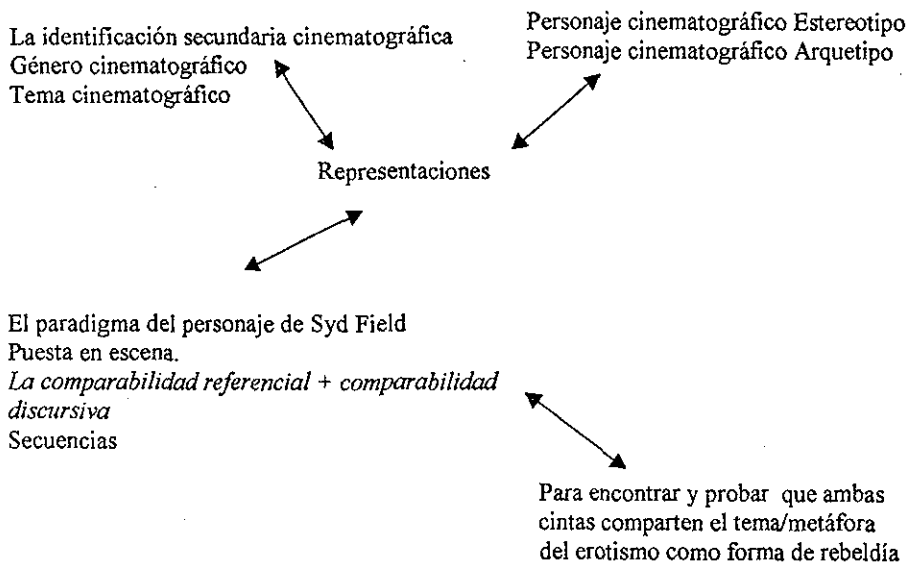 La identificación secundaria cinematográfica
Género cinematográfico
Tema cinematográfico
Personaje cinematográfico Estereotipo
Personaje cinematográfico Arquetipo
Representaciones
El paradigma del personaje de Syd Field
Puesta en escena.
La comparabilidad referencial + comparabilidad
discursiva
Secuencias
Para encontrar y probar que ambas
cintas comparten el tema/metáfora
del erotismo como forma de rebeldía